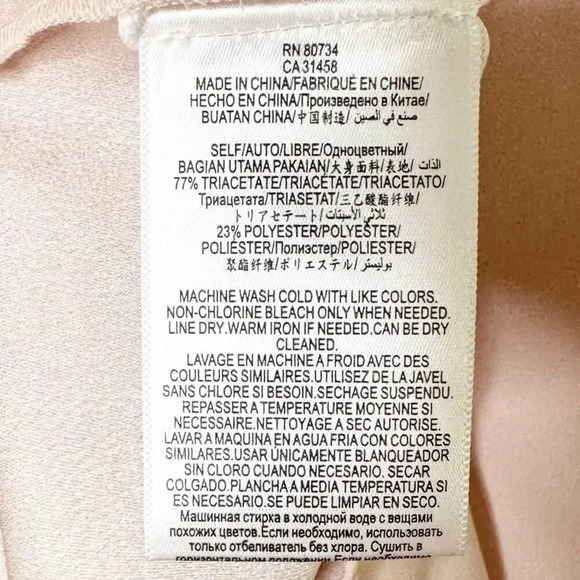 RN 80734
CA 31458
MADE IN CHINA/FABRIQUÉ EN CHINE/
HECHO EN CHINA/Произведено в Китае/
BUATAN CHINA/中国制造/ صنع في الصين
SELF/AUTO/LIBRE/Одноцветный/
BAGIAN UTAMA PAKAIAN/大身面料/表地/ الذات
77% TRIACETATE/TRIACÉTATE/TRIACETATO/
Триацетата/TRIASETAT/三乙酸酯纤维/
トリアセテート/ثلاثي الأسيتات
23% POLYESTER/POLYESTER/
POLIÉSTER/Полиэстер/POLIESTER/
聚酯纤维/ポリエステル/ بوليستر
MACHINE WASH COLD WITH LIKE COLORS.
NON-CHLORINE BLEACH ONLY WHEN NEEDED.
LINE DRY.WARM IRON IF NEEDED.CAN BE DRY
CLEANED.
LAVAGE EN MACHINE A FROID AVEC DES
COULEURS SIMILAIRES.UTILISEZ DE LA JAVEL
SANS CHLORE SI BESOIN.SECHAGE SUSPENDU.
REPASSER A TEMPERATURE MOYENNE SI
NECESSAIRE.NETTOYAGE A SEC AUTORISE.
LAVAR A MAQUINA EN AGUA FRIA CON COLORES
SIMILARES.USAR ÚNICAMENTE BLANQUEADOR
SIN CLORO CUANDO NECESARIO. SECAR
COLGADO.PLANCHA A MEDIA TEMPERATURA SI
ES NECESARIO.SE PUEDE LIMPIAR EN SECO.
Машинная стирка в холодной воде с вещами
похожих цветов.Если необходимо, использовать
только отбеливатель без хлора. Сушить в
горизонтальном положении.Если необходимо,